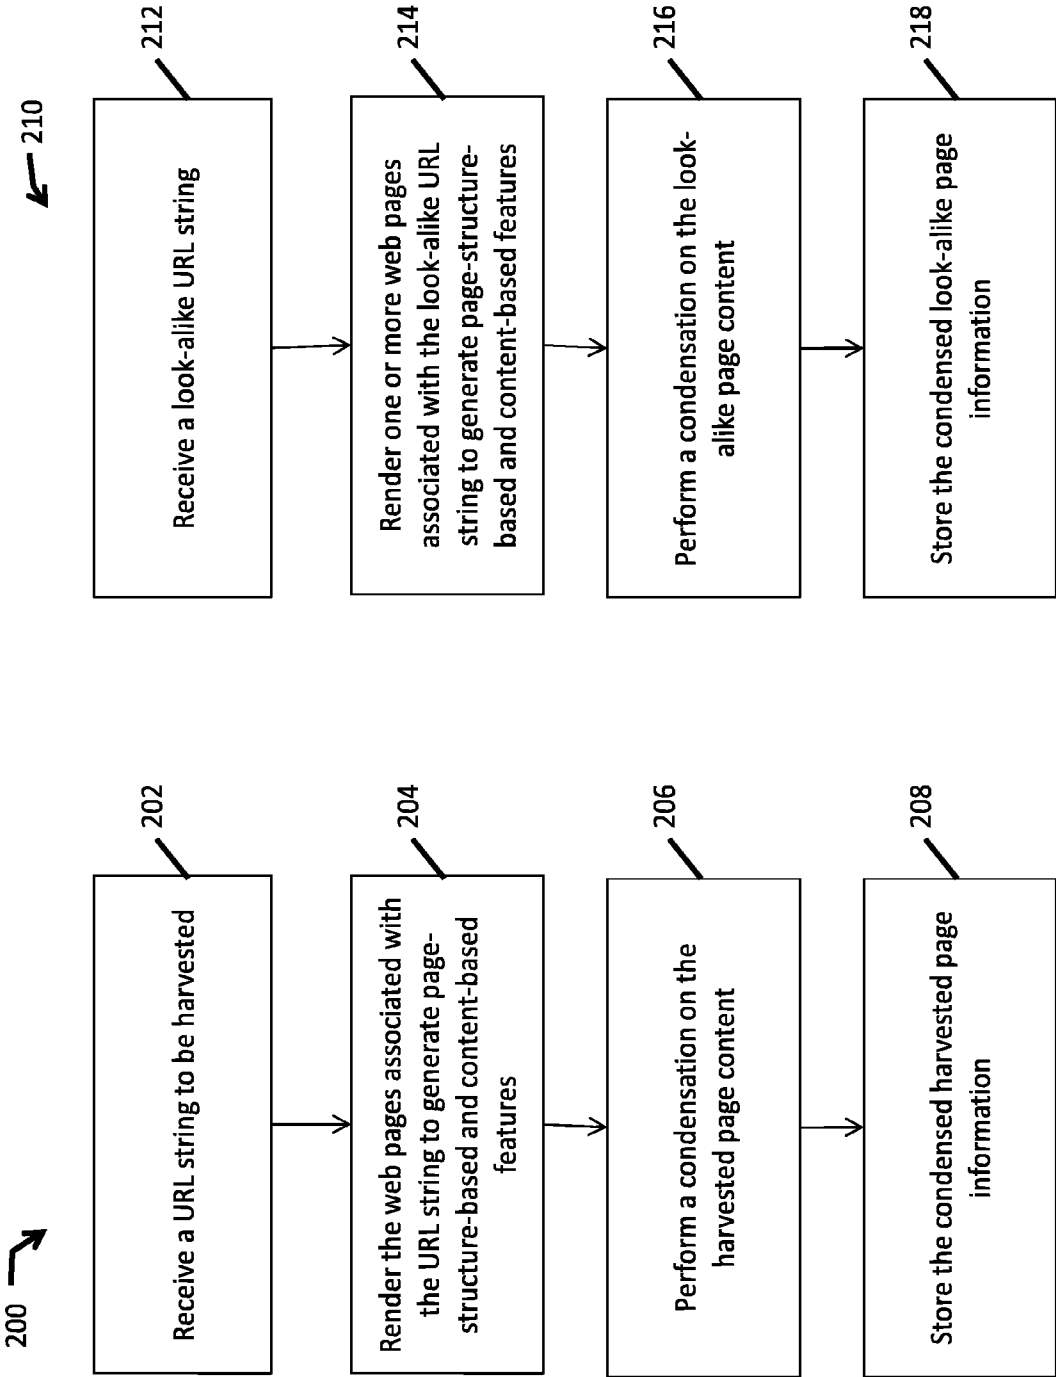 200
202
Receive a URL string to be harvested
204
Render the web pages associated with
the URL string to generate page-
structure-based and content-based
features
206
Perform a condensation on the
harvested page content
208
Store the condensed harvested page
information
210
212
Receive a look-alike URL string
214
Render one or more web pages
associated with the look-alike URL
string to generate page-structure-
based and content-based features
216
Perform a condensation on the look-
alike page content
218
Store the condensed look-alike page
information